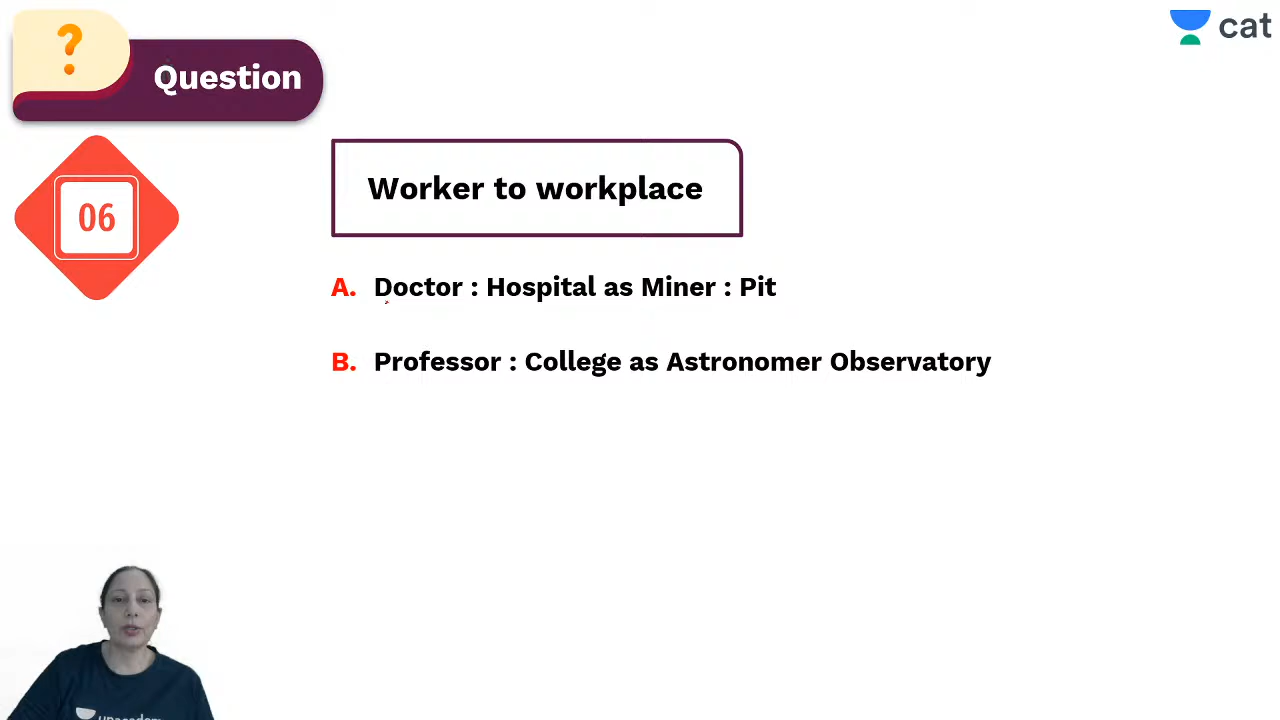 ?
Question
cat
06
Worker to workplace
A. Doctor : Hospital as Miner : Pit
B. Professor : College as Astronomer Observatory